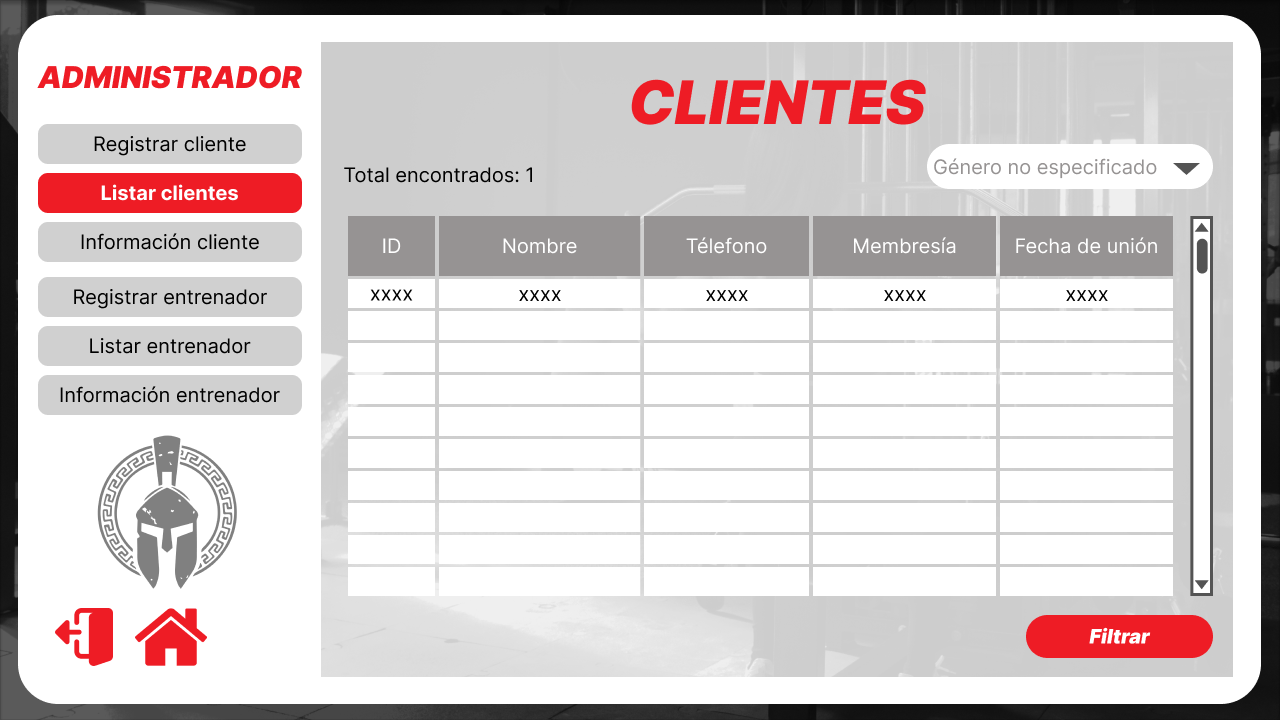 ADMINISTRADOR
Registrar cliente
Listar clientes
Información cliente
Registrar entrenador
Listar entrenador
Información entrenador
CLIENTES
Total encontrados: 1
Género no especificado
ID Nombre Télefono Membresía Fecha de unión
xxxx xxxx xxxx xxxx xxxx
Filtrar